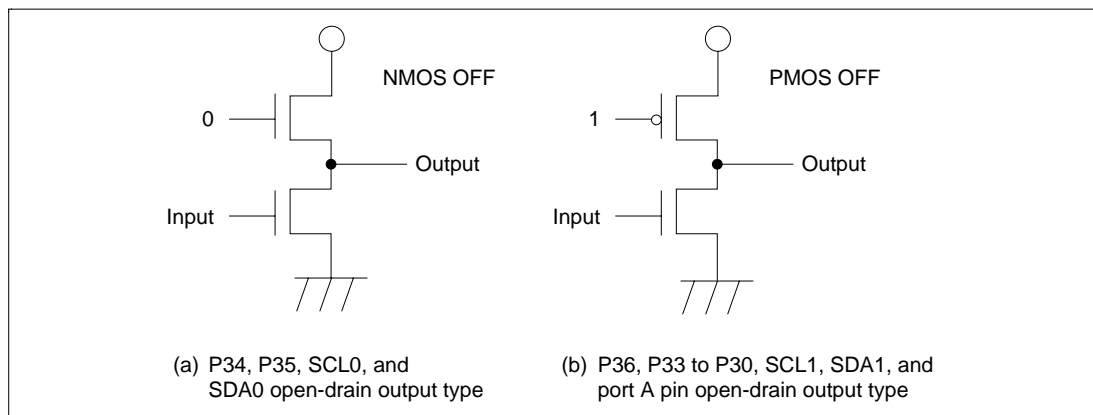 NMOS OFF
0
Output
Input
(a) P34, P35, SCL0, and
SDA0 open-drain output type
PMOS OFF
1
Output
Input
(b) P36, P33 to P30, SCL1, SDA1, and
port A pin open-drain output type